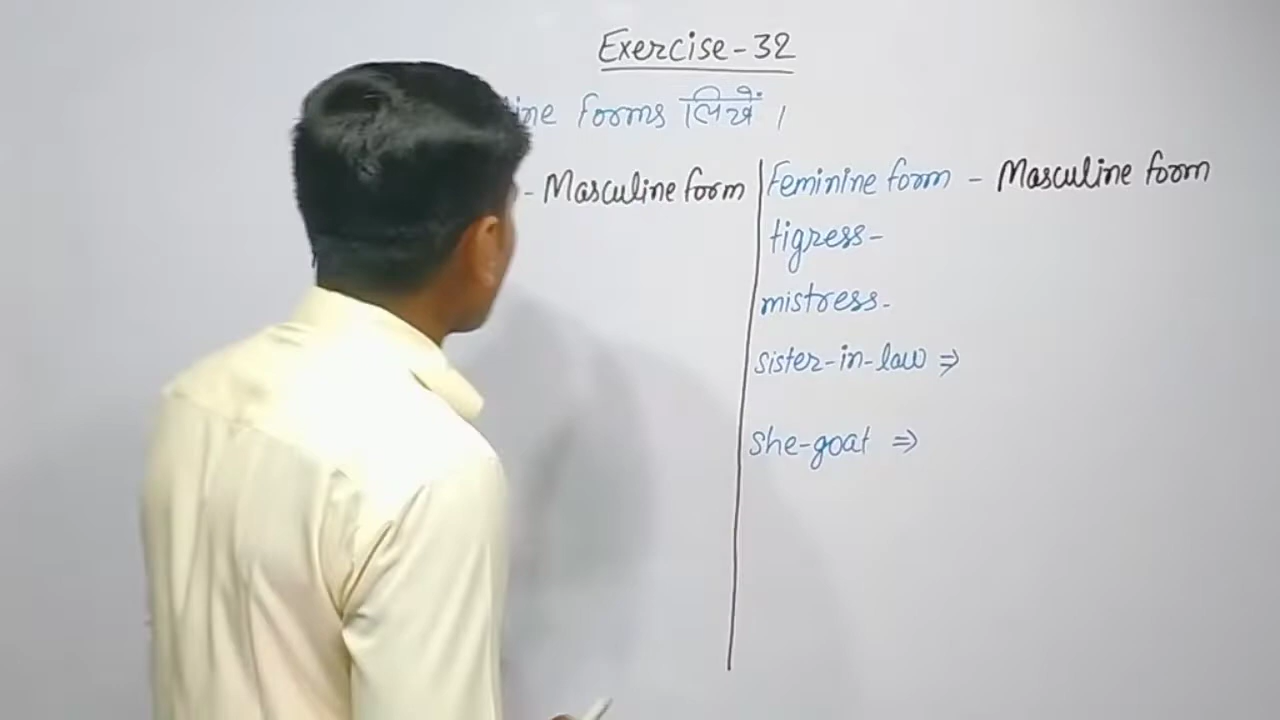 Exercise-32
ine forms लिखें ।
- Masculine form
Feminine form - Masculine form
tigress-
mistress-
sister-in-law ⇒
she-goat ⇒